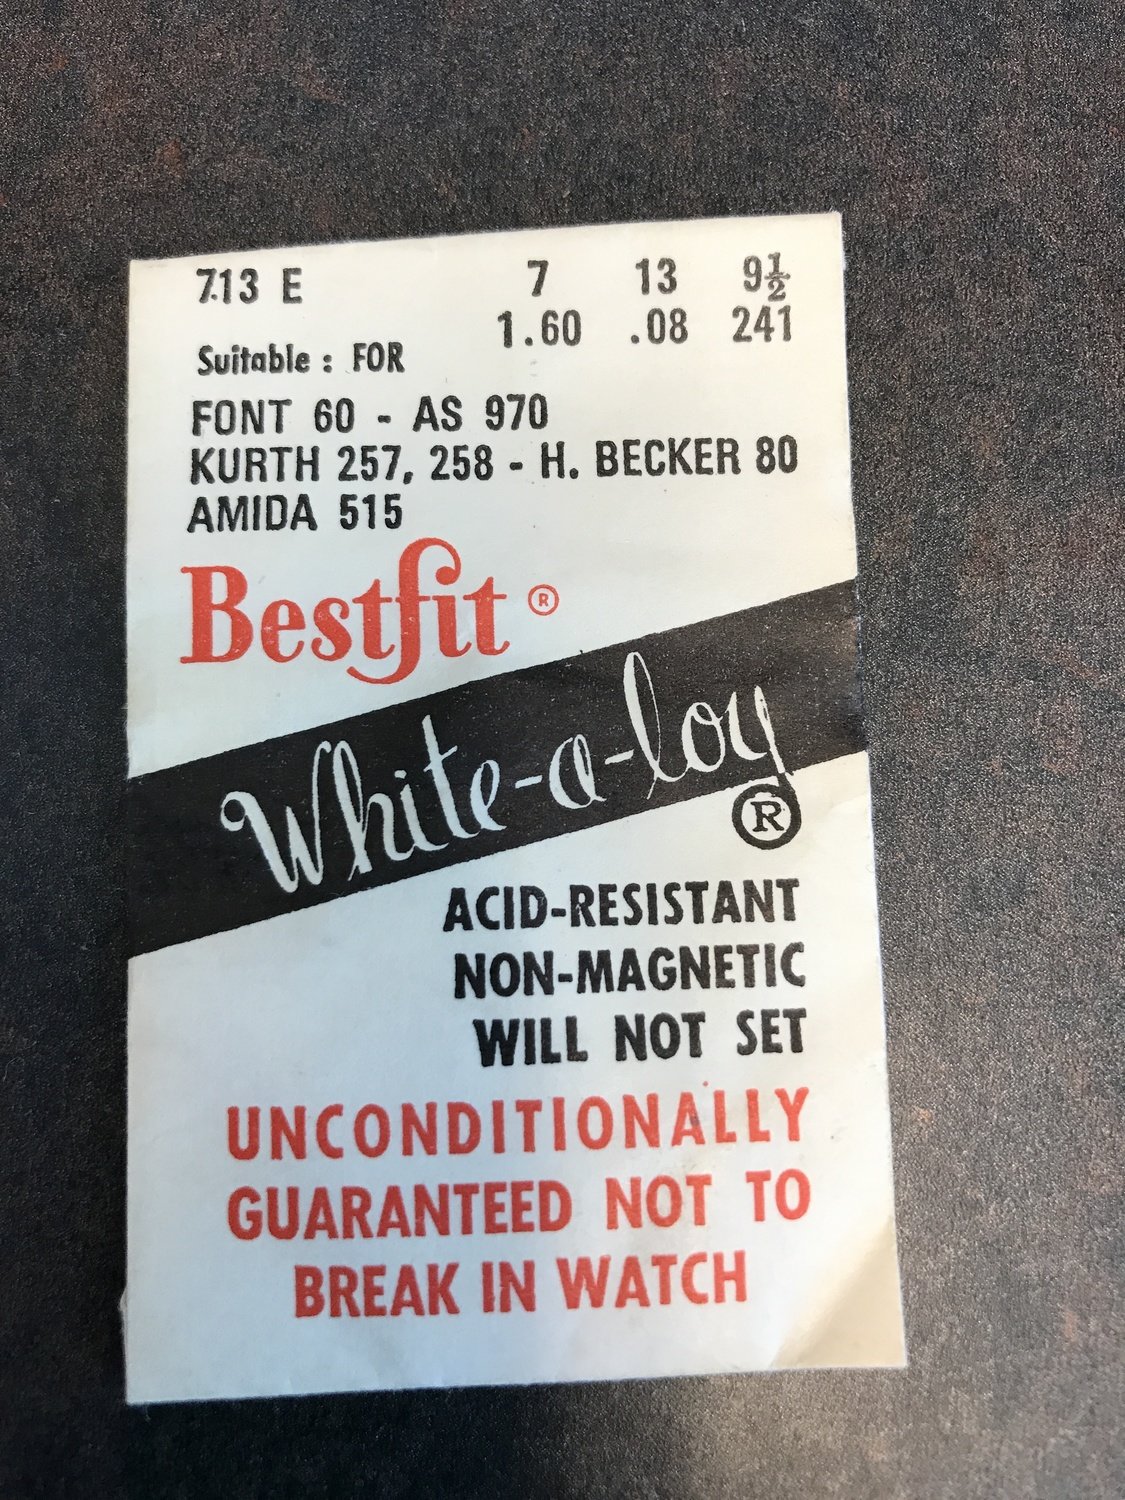 713 E 7 13 9½
1.60 .08 241
Suitable : FOR
FONT 60 - AS 970
KURTH 257, 258 - H. BECKER 80
AMIDA 515
Bestfit ®
White-a-loy
®
ACID-RESISTANT
NON-MAGNETIC
WILL NOT SET
UNCONDITIONALLY
GUARANTEED NOT TO
BREAK IN WATCH